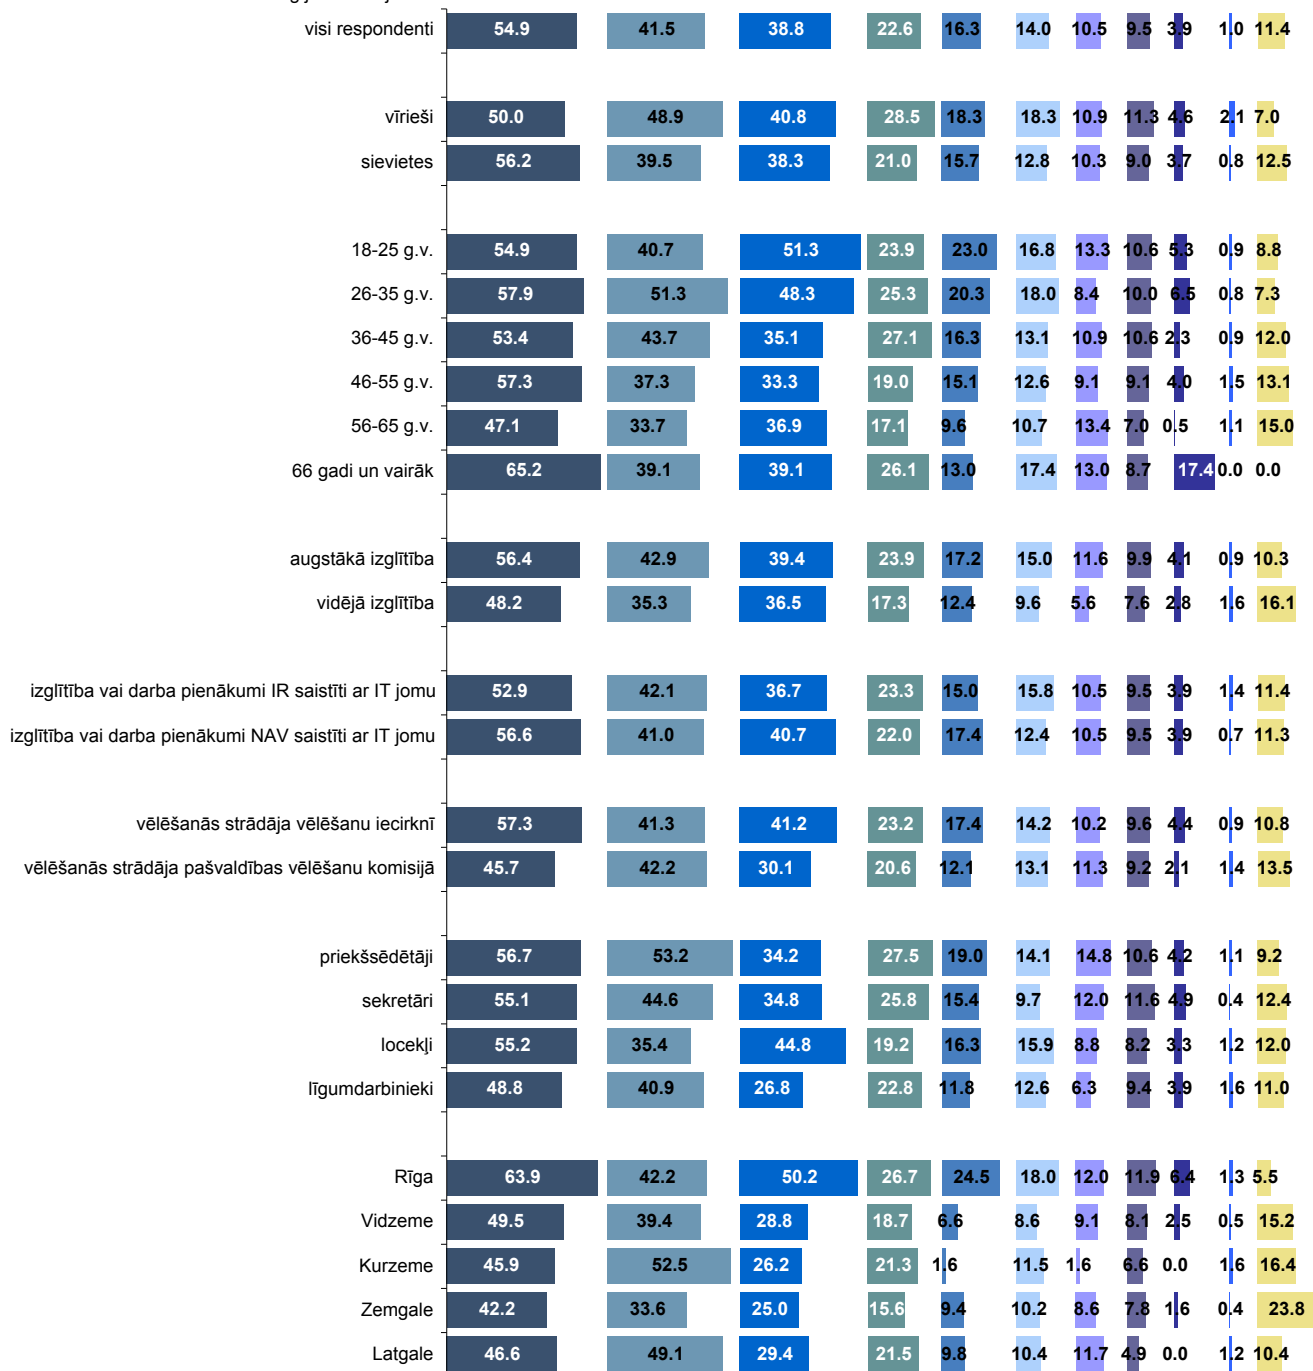 visi respondenti 54.9 41.5 38.8 22.6 16.3 14.0 10.5 9.5 3.9 1.0 11.4
vīrieši 50.0 48.9 40.8 28.5 18.3 18.3 10.9 11.3 4.6 2.1 7.0
sievietes 56.2 39.5 38.3 21.0 15.7 12.8 10.3 9.0 3.7 0.8 12.5
18-25 g.v. 54.9 40.7 51.3 23.9 23.0 16.8 13.3 10.6 5.3 0.9 8.8
26-35 g.v. 57.9 51.3 48.3 25.3 20.3 18.0 8.4 10.0 6.5 0.8 7.3
36-45 g.v. 53.4 43.7 35.1 27.1 16.3 13.1 10.9 10.6 2.3 0.9 12.0
46-55 g.v. 57.3 37.3 33.3 19.0 15.1 12.6 9.1 9.1 4.0 1.5 13.1
56-65 g.v. 47.1 33.7 36.9 17.1 9.6 10.7 13.4 7.0 0.5 1.1 15.0
66 gadi un vairāk 65.2 39.1 39.1 26.1 13.0 17.4 13.0 8.7 17.4 0.0 0.0
augstākā izglītība 56.4 42.9 39.4 23.9 17.2 15.0 11.6 9.9 4.1 0.9 10.3
vidējā izglītība 48.2 35.3 36.5 17.3 12.4 9.6 5.6 7.6 2.8 1.6 16.1
izglītība vai darba pienākumi IR saistīti ar IT jomu 52.9 42.1 36.7 23.3 15.0 15.8 10.5 9.5 3.9 1.4 11.4
izglītība vai darba pienākumi NAV saistīti ar IT jomu 56.6 41.0 40.7 22.0 17.4 12.4 10.5 9.5 3.9 0.7 11.3
vēlēšanās strādāja vēlēšanu iecirknī 57.3 41.3 41.2 23.2 17.4 14.2 10.2 9.6 4.4 0.9 10.8
vēlēšanās strādāja pašvaldības vēlēšanu komisijā 45.7 42.2 30.1 20.6 12.1 13.1 11.3 9.2 2.1 1.4 13.5
priekšsēdētāji 56.7 53.2 34.2 27.5 19.0 14.1 14.8 10.6 4.2 1.1 9.2
sekretāri 55.1 44.6 34.8 25.8 15.4 9.7 12.0 11.6 4.9 0.4 12.4
locekļi 55.2 35.4 44.8 19.2 16.3 15.9 8.8 8.2 3.3 1.2 12.0
līgumdarbinieki 48.8 40.9 26.8 22.8 11.8 12.6 6.3 9.4 3.9 1.6 11.0
Rīga 63.9 42.2 50.2 26.7 24.5 18.0 12.0 11.9 6.4 1.3 5.5
Vidzeme 49.5 39.4 28.8 18.7 6.6 8.6 9.1 8.1 2.5 0.5 15.2
Kurzeme 45.9 52.5 26.2 21.3 1.6 11.5 1.6 6.6 0.0 1.6 16.4
Zemgale 42.2 33.6 25.0 15.6 9.4 10.2 8.6 7.8 1.6 0.4 23.8
Latgale 46.6 49.1 29.4 21.5 9.8 10.4 11.7 4.9 0.0 1.2 10.4